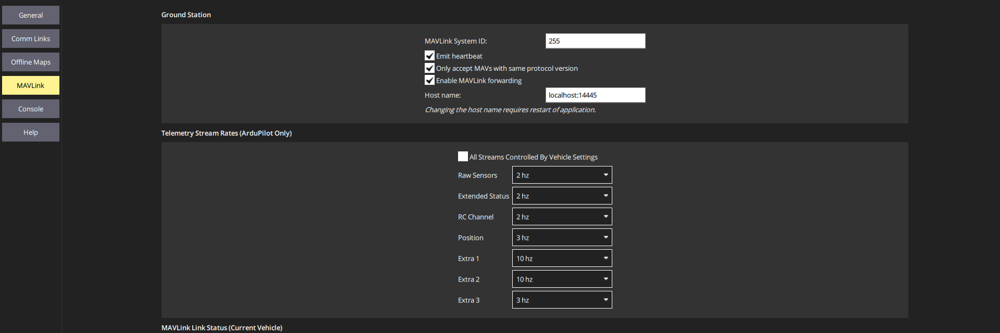 General
Comm Links
Offline Maps
MAVLink
Console
Help
Ground Station
MAVLink System ID: 255
Emit heartbeat
Only accept MAVs with same protocol version
Enable MAVLink forwarding
Host name: localhost:14445
Changing the host name requires restart of application.
Telemetry Stream Rates (ArduPilot Only)
All Streams Controlled By Vehicle Settings
Raw Sensors 2 hz
Extended Status 2 hz
RC Channel 2 hz
Position 3 hz
Extra 1 10 hz
Extra 2 10 hz
Extra 3 3 hz
MAVLink Link Status (Current Vehicle)